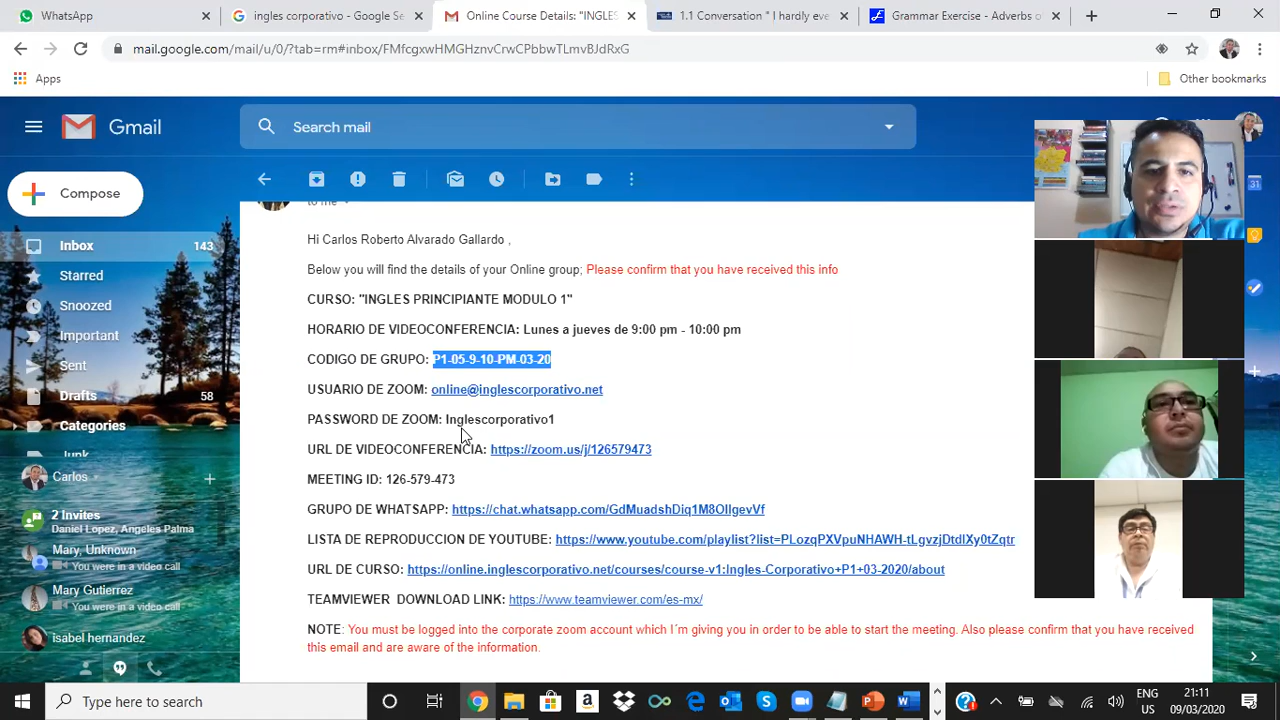 WhatsApp
ingles corporativo - Google Se
Online Course Details: "INGLES
1.1 Conversation " I hardly eve
Grammar Exercise - Adverbs o
mail.google.com/mail/u/0/?tab=rm#inbox/FMfcgxwHMGHznvCrwCPbbwTLmvBJdRxG
Apps
Other bookmarks
Gmail
Search mail
Compose
to me
Inbox 143
Starred
Snoozed
Important
Sent
Drafts 58
Categories
Junk
Carlos
2 Invites
Daniel Lopez, Angeles Palma
Mary, Unknown
You were in a video call
Mary Gutierrez
You were in a video call
isabel hernandez
Hi Carlos Roberto Alvarado Gallardo ,
Below you will find the details of your Online group; Please confirm that you have received this info
CURSO: "INGLES PRINCIPIANTE MODULO 1"
HORARIO DE VIDEOCONFERENCIA: Lunes a jueves de 9:00 pm - 10:00 pm
CODIGO DE GRUPO: P1-05-9-10-PM-03-20
USUARIO DE ZOOM: online@inglescorporativo.net
PASSWORD DE ZOOM: Inglescorporativo1
URL DE VIDEOCONFERENCIA: https://zoom.us/j/126579473
MEETING ID: 126-579-473
GRUPO DE WHATSAPP: https://chat.whatsapp.com/GdMuadshDiq1M8OIlgevVf
LISTA DE REPRODUCCION DE YOUTUBE: https://www.youtube.com/playlist?list=PLozqPXVpuNHAWH-tLgvzjDtdlXy0tZqtr
URL DE CURSO: https://online.inglescorporativo.net/courses/course-v1:Ingles-Corporativo+P1+03-2020/about
TEAMVIEWER DOWNLOAD LINK: https://www.teamviewer.com/es-mx/
NOTE: You must be logged into the corporate zoom account which I´m giving you in order to be able to start the meeting. Also please confirm that you have received
this email and are aware of the information.
31
Type here to search
ENG
US
21:11
09/03/2020